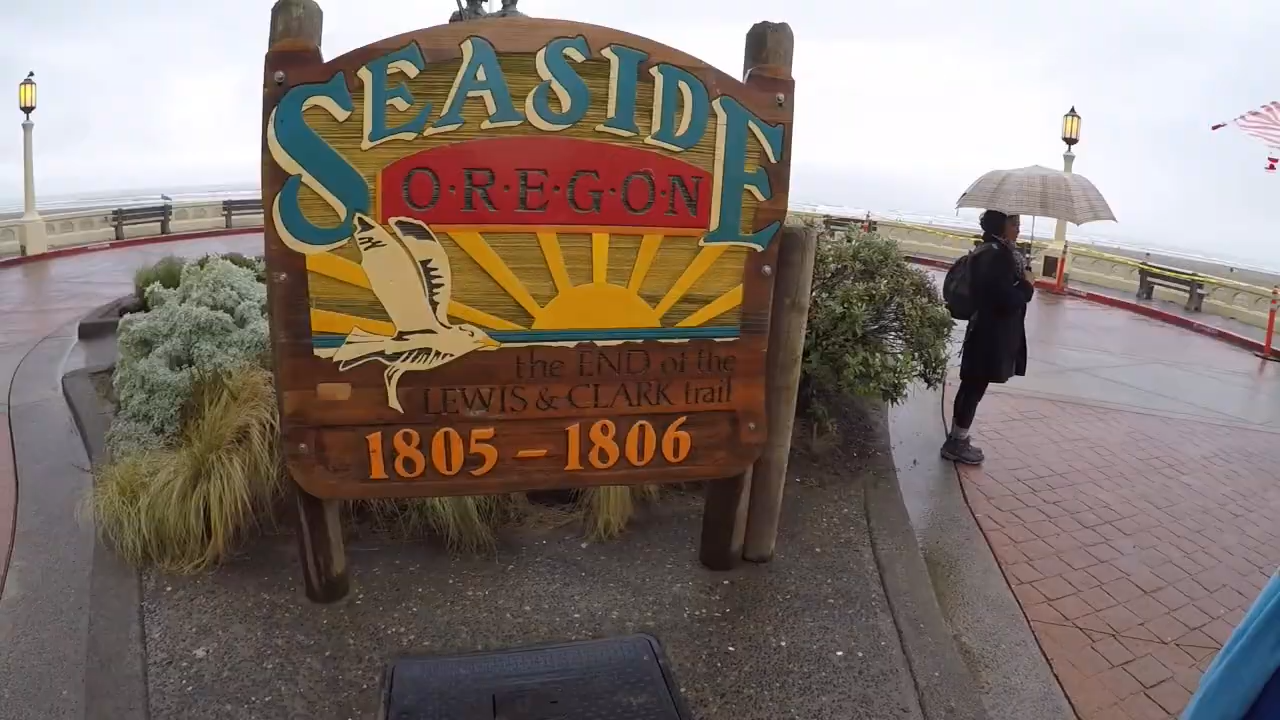 SEASIDE
O·R·E·G·O·N
the END of the
LEWIS & CLARK trail
1805 – 1806